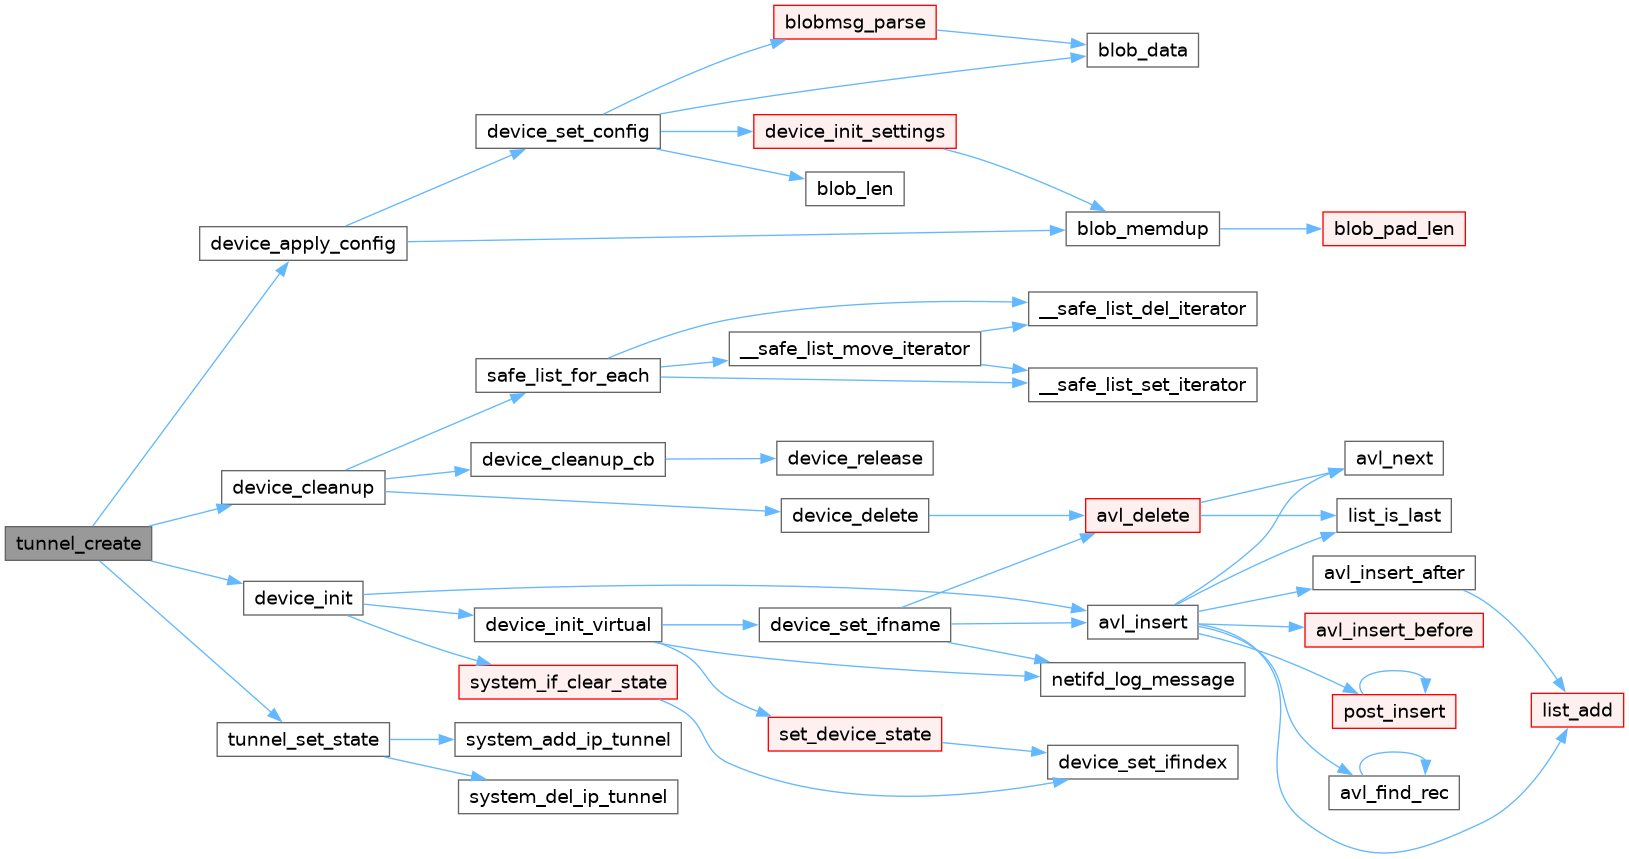 blobmsg_parse
blob_data
device_set_config
device_init_settings
blob_len
device_apply_config
blob_memdup
blob_pad_len
__safe_list_del_iterator
__safe_list_move_iterator
safe_list_for_each
__safe_list_set_iterator
device_cleanup_cb
device_release
avl_next
device_cleanup
device_delete
avl_delete
list_is_last
tunnel_create
avl_insert_after
device_init
device_init_virtual
device_set_ifname
avl_insert
avl_insert_before
system_if_clear_state
netifd_log_message
post_insert
list_add
tunnel_set_state
system_add_ip_tunnel
set_device_state
device_set_ifindex
system_del_ip_tunnel
avl_find_rec